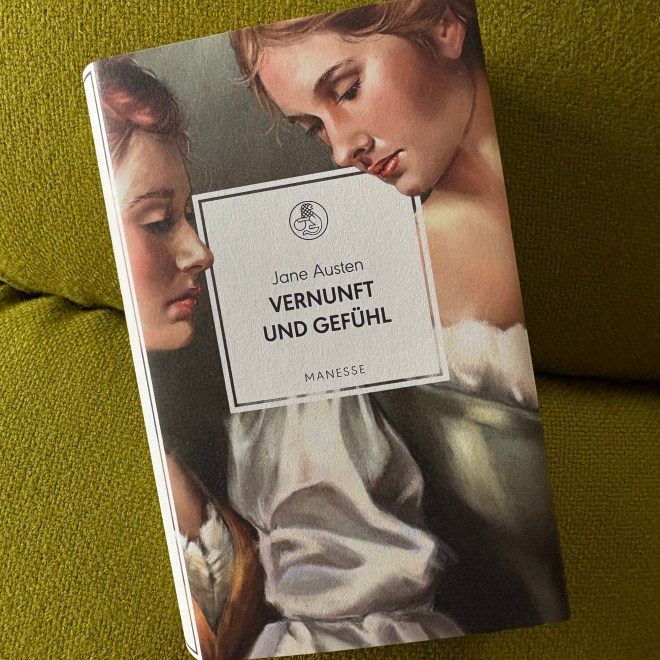 Jane Austen
VERNUNFT
UND GEFÜHL
MANESSE